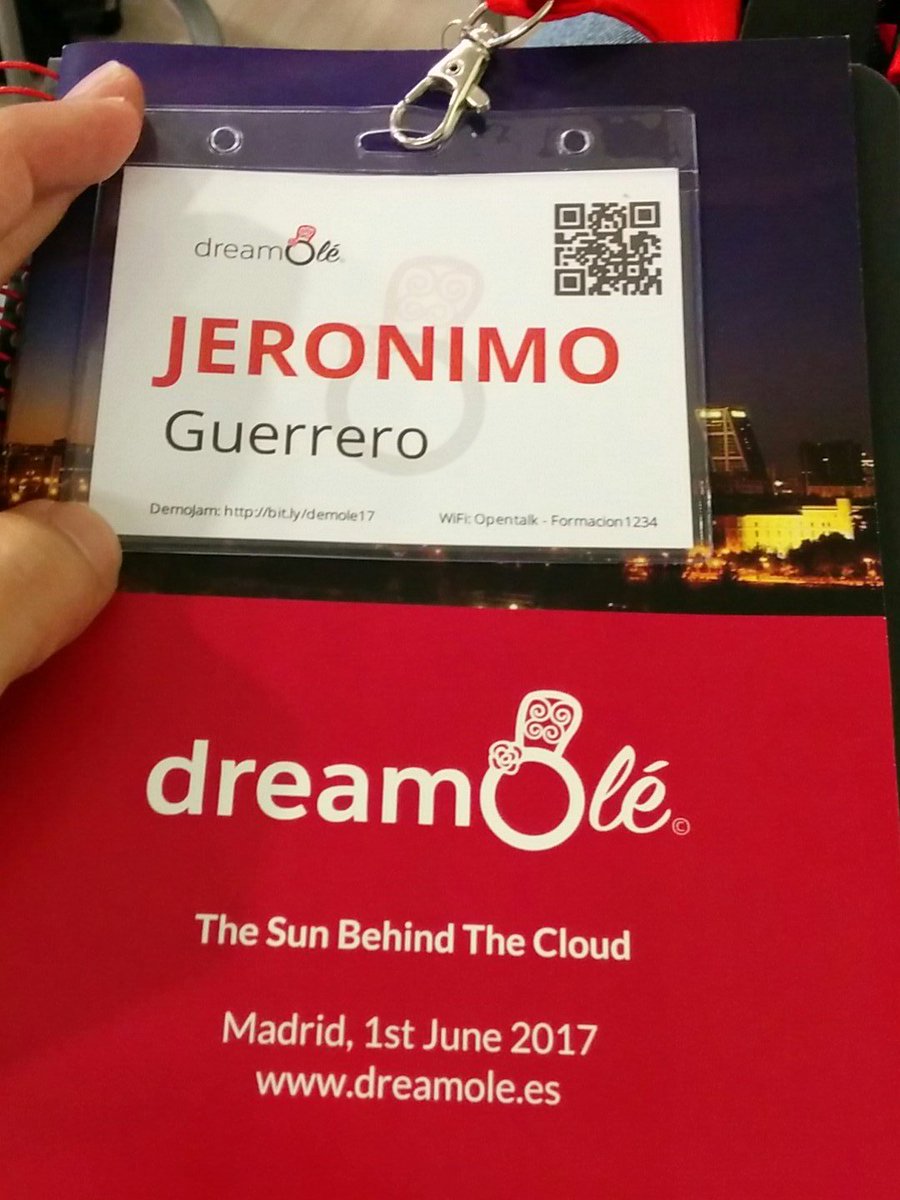 dreamOlé
JERONIMO
Guerrero
DemoJam: http://bit.ly/demole17
WiFi: Opentalk - Formacion1234
dreamOlé©
The Sun Behind The Cloud
Madrid, 1st June 2017
www.dreamole.es